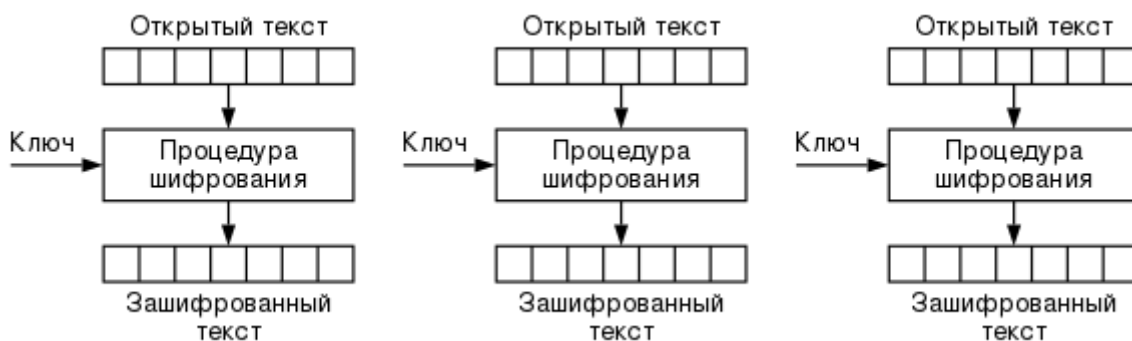 Открытый текст
Ключ
Процедура
шифрования
Зашифрованный
текст
Открытый текст
Ключ
Процедура
шифрования
Зашифрованный
текст
Открытый текст
Ключ
Процедура
шифрования
Зашифрованный
текст